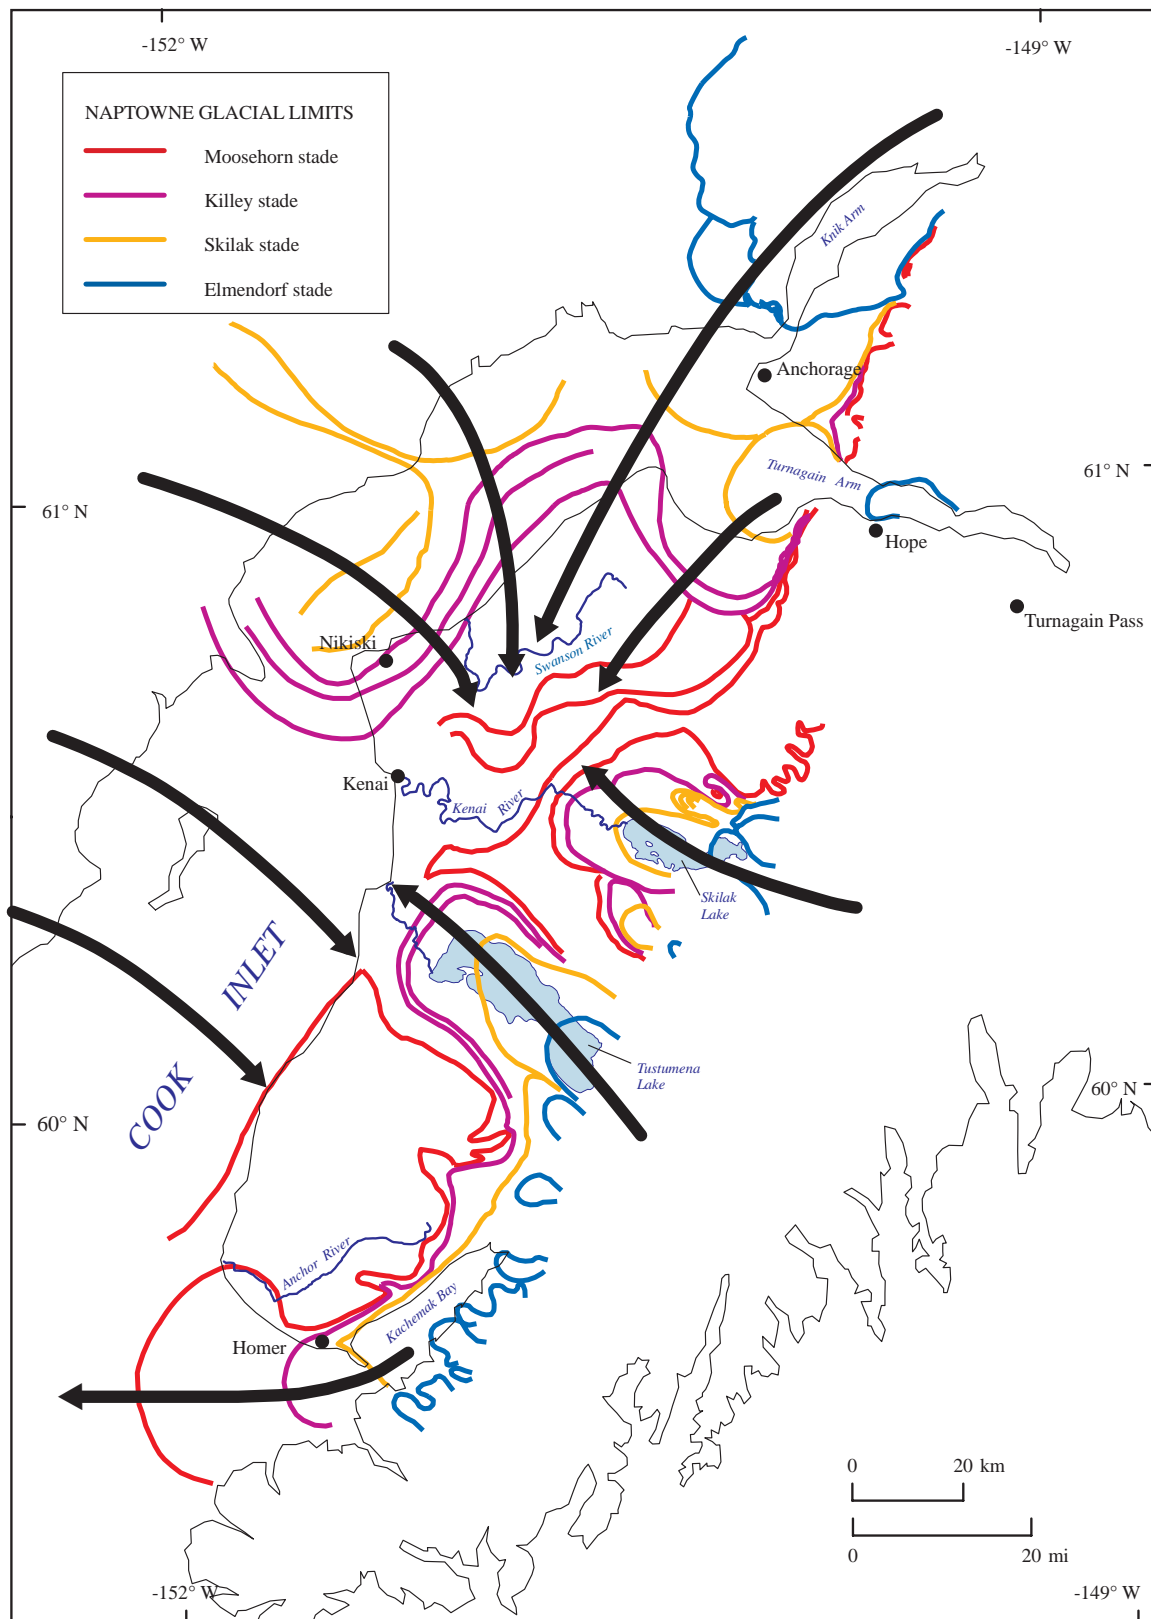 -152° W
-149° W
NAPTOWNE GLACIAL LIMITS
Moosehorn stade
Killey stade
Skilak stade
Elmendorf stade
Knik Arm
Anchorage
Turnagain Arm
61° N
61° N
Hope
Turnagain Pass
Nikiski
Swanson River
Kenai
Kenai River
Skilak
Lake
INLET
COOK
Tustumena
Lake
60° N
60° N
Anchor River
Kachemak Bay
Homer
0 20 km
0 20 mi
-152° W
-149° W